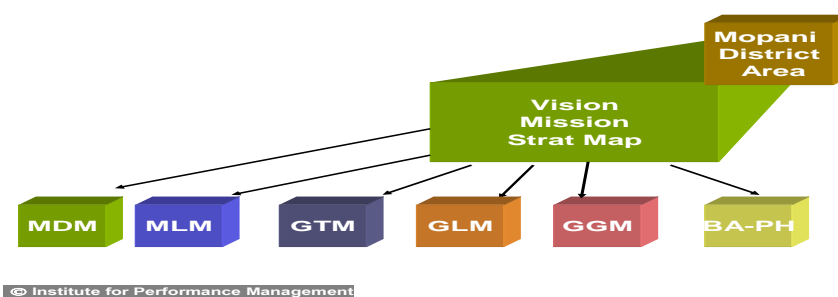 Mopani
District
Area
Vision
Mission
Strat Map
MDM
MLM
GTM
GLM
GGM
BA-PH
© Institute for Performance Management